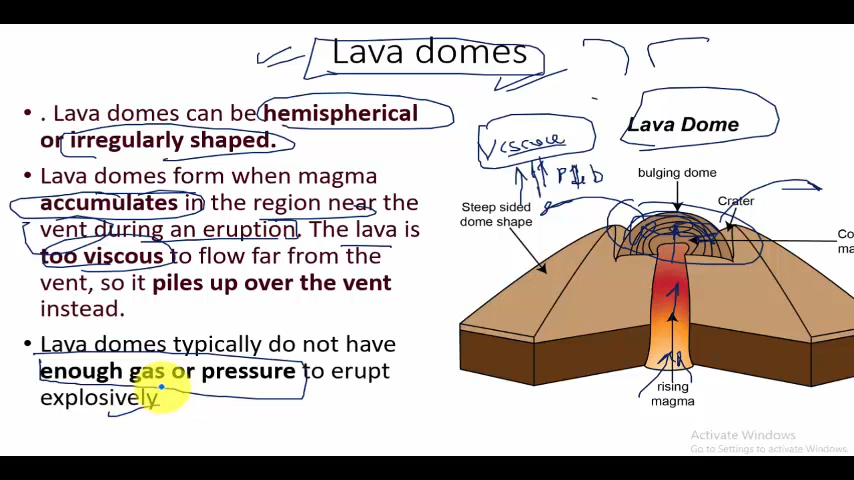 Lava domes
• . Lava domes can be hemispherical
or irregularly shaped.
• Lava domes form when magma
accumulates in the region near the
vent during an eruption. The lava is
too viscous to flow far from the
vent, so it piles up over the vent
instead.
• Lava domes typically do not have
enough gas or pressure to erupt
explosively
Viscous
Lava Dome
bulging dome
Crater
Steep sided
dome shape
Co
ma
rising
magma
Activate Windows
Go to Settings to activate Windows.